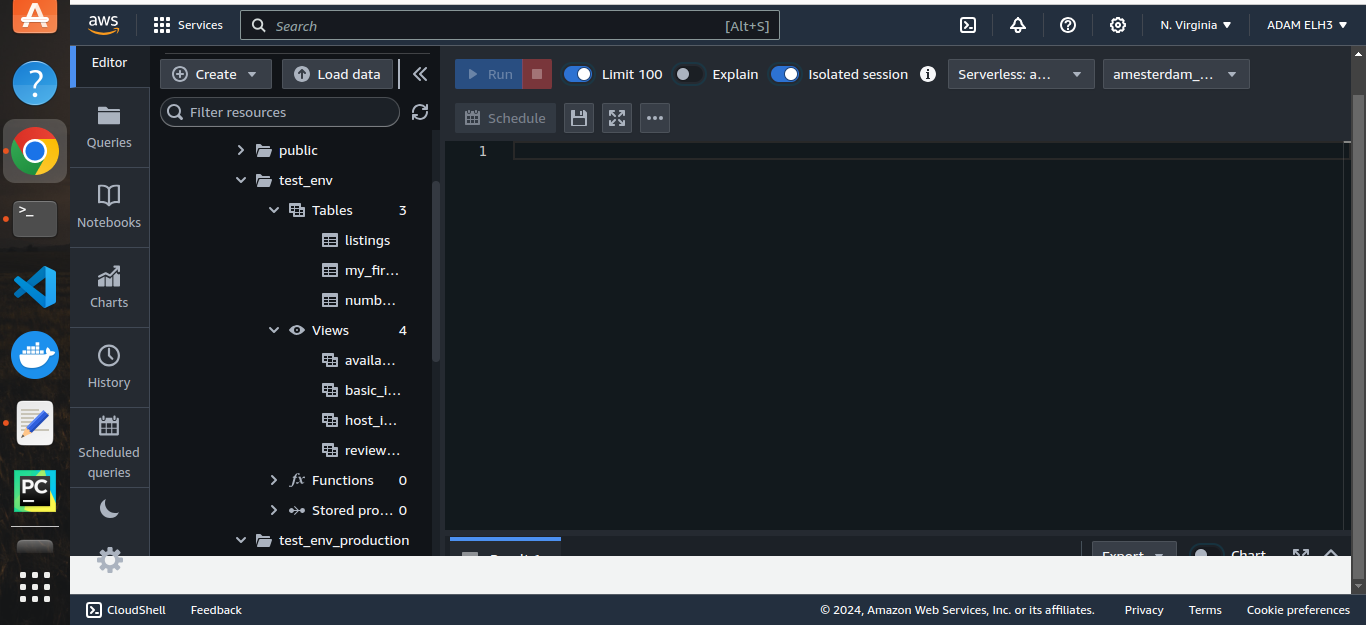 aws Services Search [Alt+S] N. Virginia ADAM ELH3
Editor
Queries
Notebooks
Charts
History
Scheduled
queries
Create Load data
Filter resources
public
test_env
Tables 3
listings
my_fir...
numb...
Views 4
availa...
basic_i...
host_i...
review...
fx Functions 0
Stored pro... 0
test_env_production
Run Limit 100 Explain Isolated session i Serverless: a... amesterdam_...
Schedule
1
Export Chart
>_
PC
CloudShell Feedback © 2024, Amazon Web Services, Inc. or its affiliates. Privacy Terms Cookie preferences